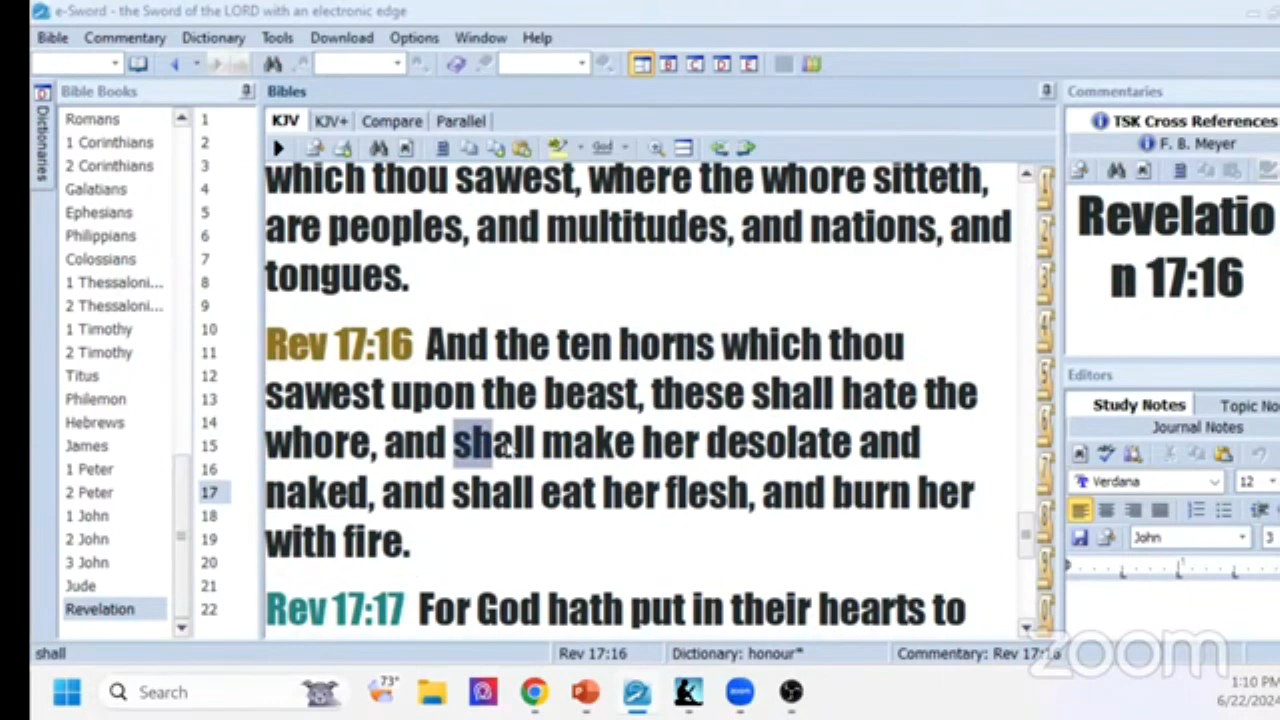 e-Sword - the Sword of the LORD with an electronic edge
Bible Commentary Dictionary Tools Download Options Window Help
Bible Books
Bibles
Commentaries
Dictionaries
KJV KJV+ Compare Parallel
TSK Cross References
F. B. Meyer
Romans
1 Corinthians
2 Corinthians
Galatians
Ephesians
Philippians
Colossians
1 Thessaloni...
2 Thessaloni...
1 Timothy
2 Timothy
Titus
Philemon
Hebrews
James
1 Peter
2 Peter
1 John
2 John
3 John
Jude
Revelation
1
2
3
4
5
6
7
8
9
10
11
12
13
14
15
16
17
18
19
20
21
22
which thou sawest, where the whore sitteth,
are peoples, and multitudes, and nations, and
tongues.
Rev 17:16 And the ten horns which thou
sawest upon the beast, these shall hate the
whore, and shall make her desolate and
naked, and shall eat her flesh, and burn her
with fire.
Rev 17:17 For God hath put in their hearts to
Revelatio
n 17:16
Editors
Study Notes Topic No
Journal Notes
Verdana 12
John 3
shall Rev 17:16 Dictionary: honour* Commentary: Rev 17:16
zoom
Search 73° zoom 1:10 PM
6/22/2024